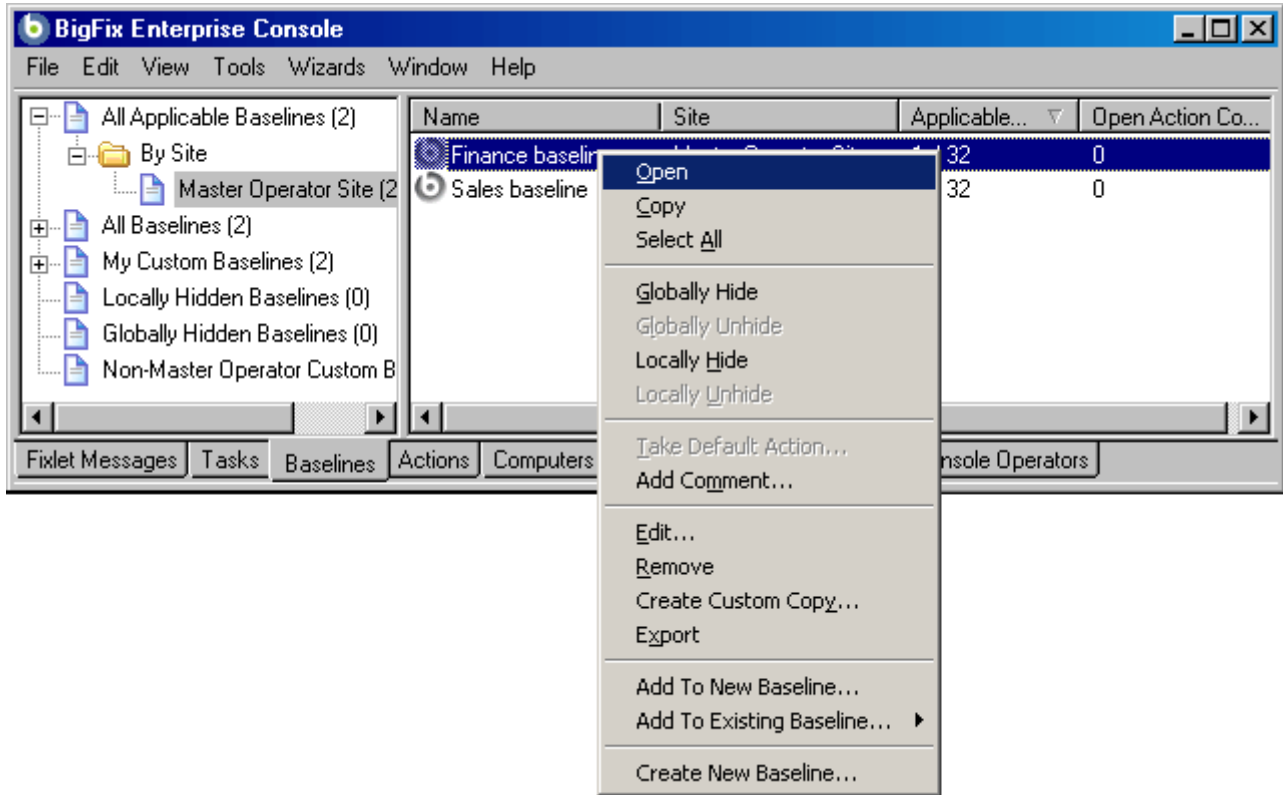 BigFix Enterprise Console
File Edit View Tools Wizards Window Help
All Applicable Baselines (2)
By Site
Master Operator Site (2
All Baselines (2)
My Custom Baselines (2)
Locally Hidden Baselines (0)
Globally Hidden Baselines (0)
Non-Master Operator Custom B
Name Site Applicable... Open Action Co...
Finance baselin 32 0
Sales baseline 32 0
Open
Copy
Select All
Globally Hide
Globally Unhide
Locally Hide
Locally Unhide
Take Default Action...
Add Comment...
Edit...
Remove
Create Custom Copy...
Export
Add To New Baseline...
Add To Existing Baseline...
Create New Baseline...
Fixlet Messages Tasks Baselines Actions Computers nsole Operators